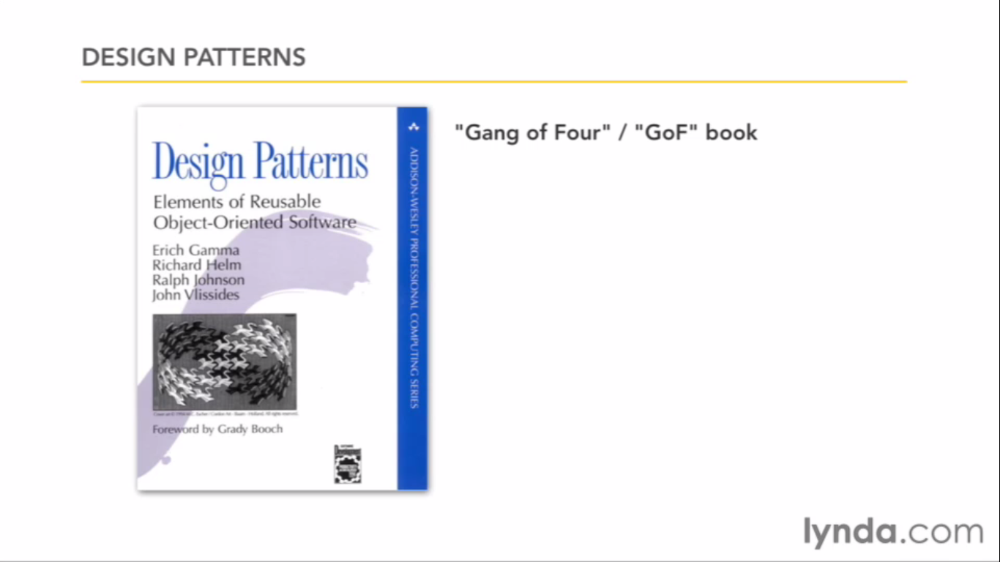 DESIGN PATTERNS
"Gang of Four" / "GoF" book
Design Patterns
Elements of Reusable
Object-Oriented Software
Erich Gamma
Richard Helm
Ralph Johnson
John Vlissides
Foreword by Grady Booch
ADDISON-WESLEY PROFESSIONAL COMPUTING SERIES
lynda.com